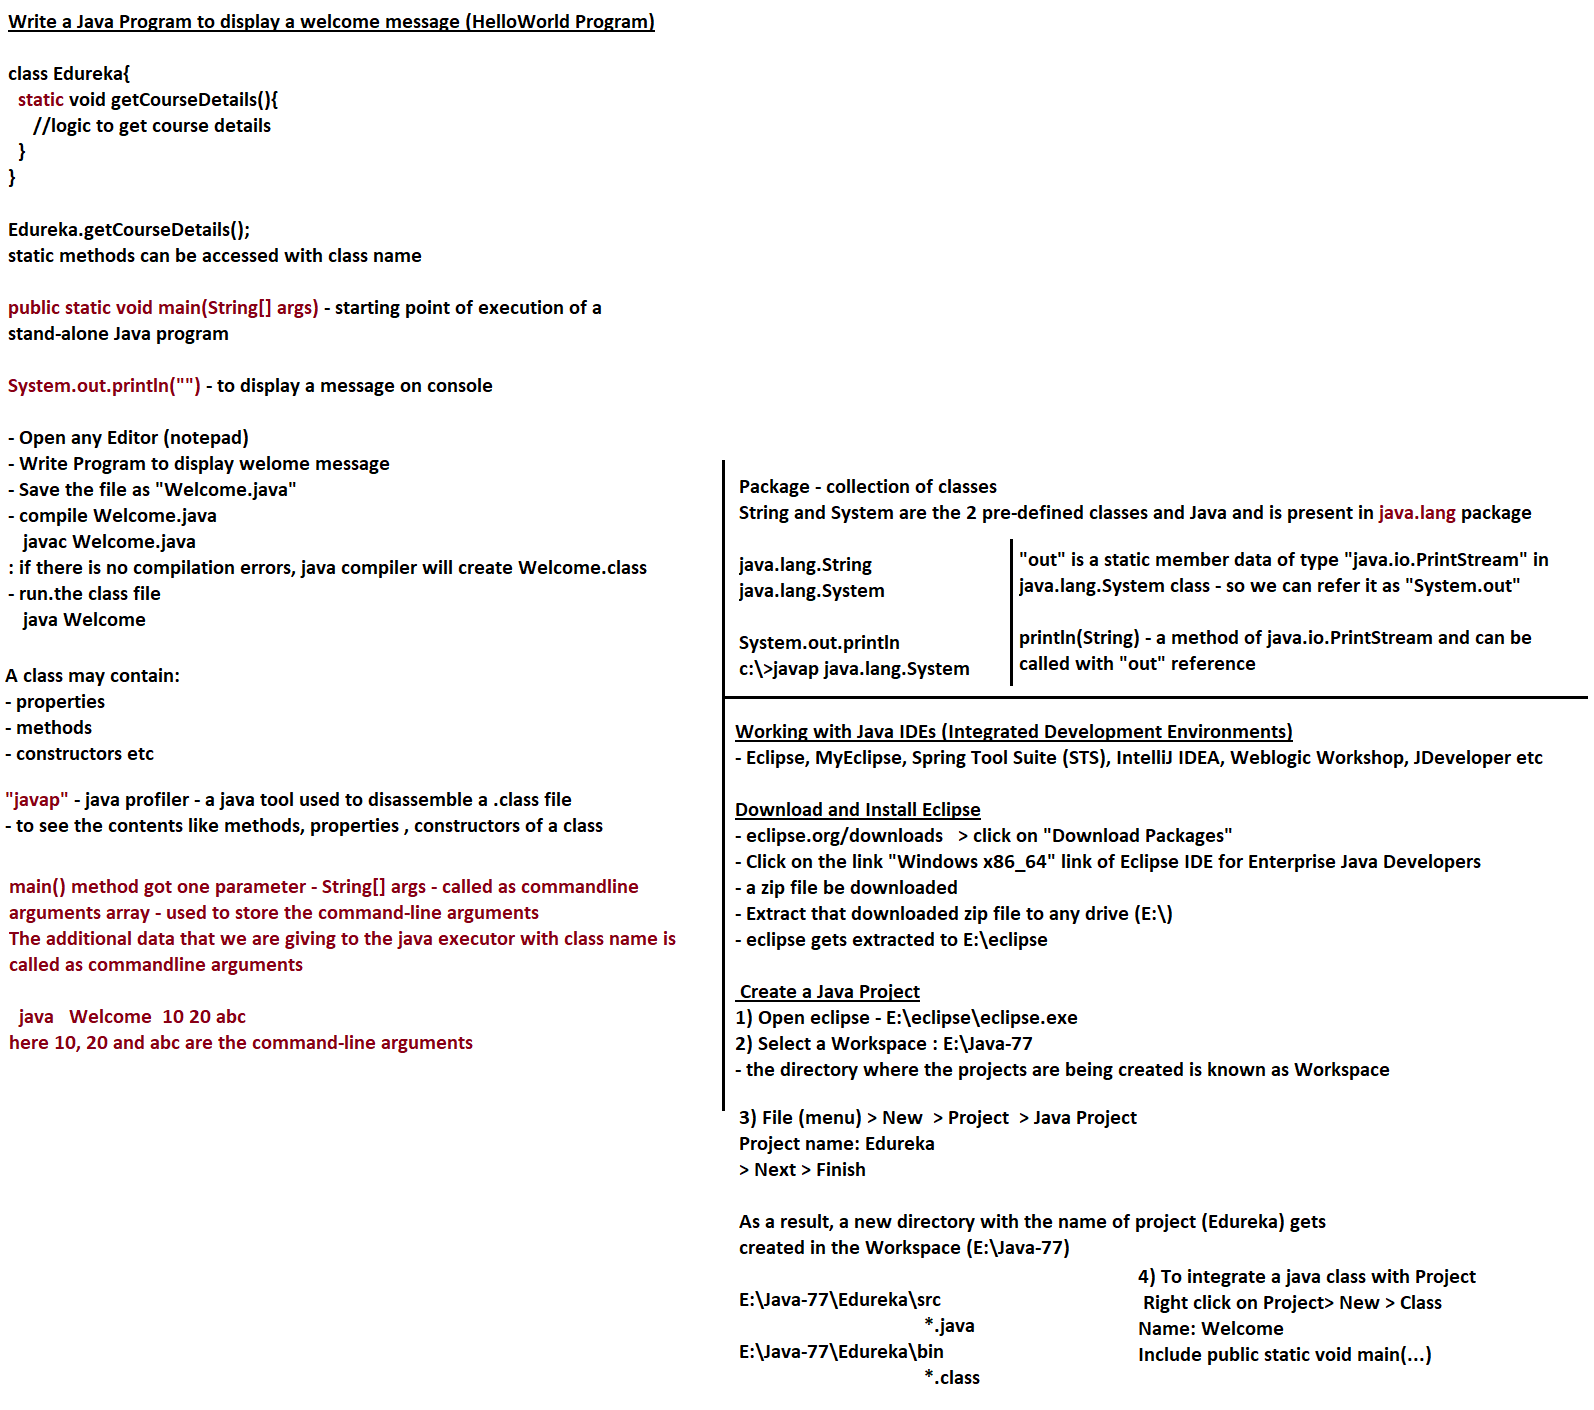 Write a Java Program to display a welcome message (HelloWorld Program)
class Edureka{
static void getCourseDetails(){
//logic to get course details
}
}
Edureka.getCourseDetails();
static methods can be accessed with class name
public static void main(String[] args) - starting point of execution of a
stand-alone Java program
System.out.println("") - to display a message on console
- Open any Editor (notepad)
- Write Program to display welome message
- Save the file as "Welcome.java"
- compile Welcome.java
javac Welcome.java
: if there is no compilation errors, java compiler will create Welcome.class
- run.the class file
java Welcome
A class may contain:
- properties
- methods
- constructors etc
"javap" - java profiler - a java tool used to disassemble a .class file
- to see the contents like methods, properties , constructors of a class
main() method got one parameter - String[] args - called as commandline
arguments array - used to store the command-line arguments
The additional data that we are giving to the java executor with class name is
called as commandline arguments
java Welcome 10 20 abc
here 10, 20 and abc are the command-line arguments
Package - collection of classes
String and System are the 2 pre-defined classes and Java and is present in java.lang package
java.lang.String
java.lang.System
System.out.println
c:\>javap java.lang.System
"out" is a static member data of type "java.io.PrintStream" in
java.lang.System class - so we can refer it as "System.out"
println(String) - a method of java.io.PrintStream and can be
called with "out" reference
Working with Java IDEs (Integrated Development Environments)
- Eclipse, MyEclipse, Spring Tool Suite (STS), IntelliJ IDEA, Weblogic Workshop, JDeveloper etc
Download and Install Eclipse
- eclipse.org/downloads > click on "Download Packages"
- Click on the link "Windows x86_64" link of Eclipse IDE for Enterprise Java Developers
- a zip file be downloaded
- Extract that downloaded zip file to any drive (E:\)
- eclipse gets extracted to E:\eclipse
Create a Java Project
1) Open eclipse - E:\eclipse\eclipse.exe
2) Select a Workspace : E:\Java-77
- the directory where the projects are being created is known as Workspace
3) File (menu) > New > Project > Java Project
Project name: Edureka
> Next > Finish
As a result, a new directory with the name of project (Edureka) gets
created in the Workspace (E:\Java-77)
E:\Java-77\Edureka\src
*.java
E:\Java-77\Edureka\bin
*.class
4) To integrate a java class with Project
Right click on Project> New > Class
Name: Welcome
Include public static void main(...)